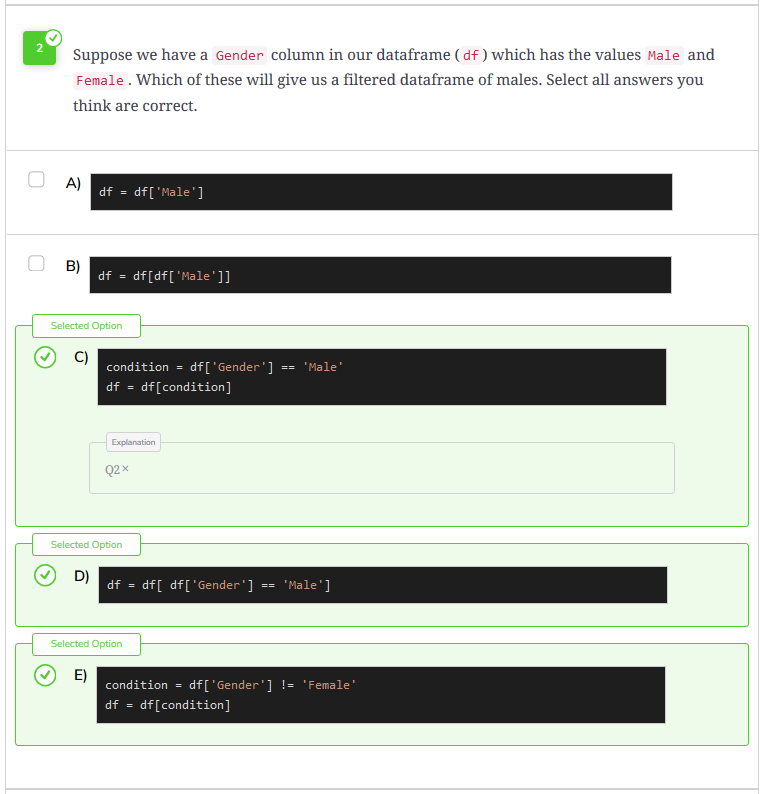 2
Suppose we have a Gender column in our dataframe ( df ) which has the values Male and
Female . Which of these will give us a filtered dataframe of males. Select all answers you
think are correct.
A)
df = df['Male']
B)
df = df[df['Male']]
Selected Option
C)
condition = df['Gender'] == 'Male'
df = df[condition]
Explanation
Q2×
Selected Option
D)
df = df[ df['Gender'] == 'Male']
Selected Option
E)
condition = df['Gender'] != 'Female'
df = df[condition]